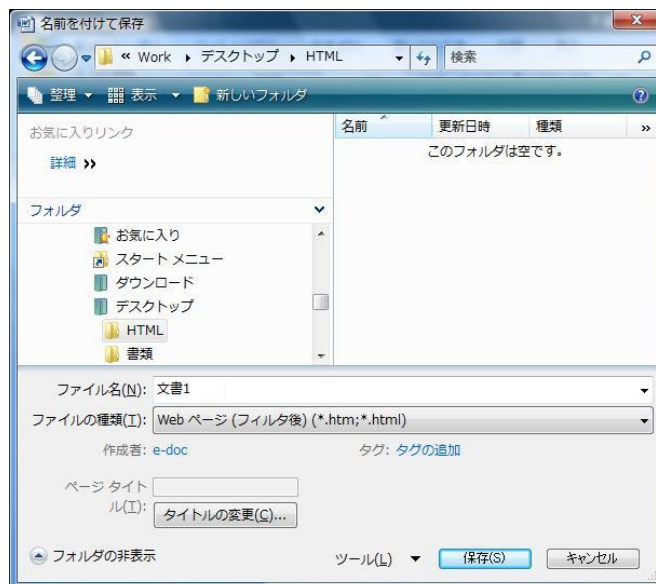 名前を付けて保存
« Work ▸ デスクトップ ▸ HTML 検索
整理 表示 新しいフォルダ
お気に入りリンク 名前 更新日時 種類 »
このフォルダは空です。
詳細 »
フォルダ
お気に入り
スタート メニュー
ダウンロード
デスクトップ
HTML
書類
ファイル名(N): 文書1
ファイルの種類(T): Web ページ (フィルタ後) (*.htm;*.html)
作成者: e-doc タグ: タグの追加
ページ タイト
ル(T):
タイトルの変更(C)...
フォルダの非表示 ツール(L) 保存(S) キャンセル